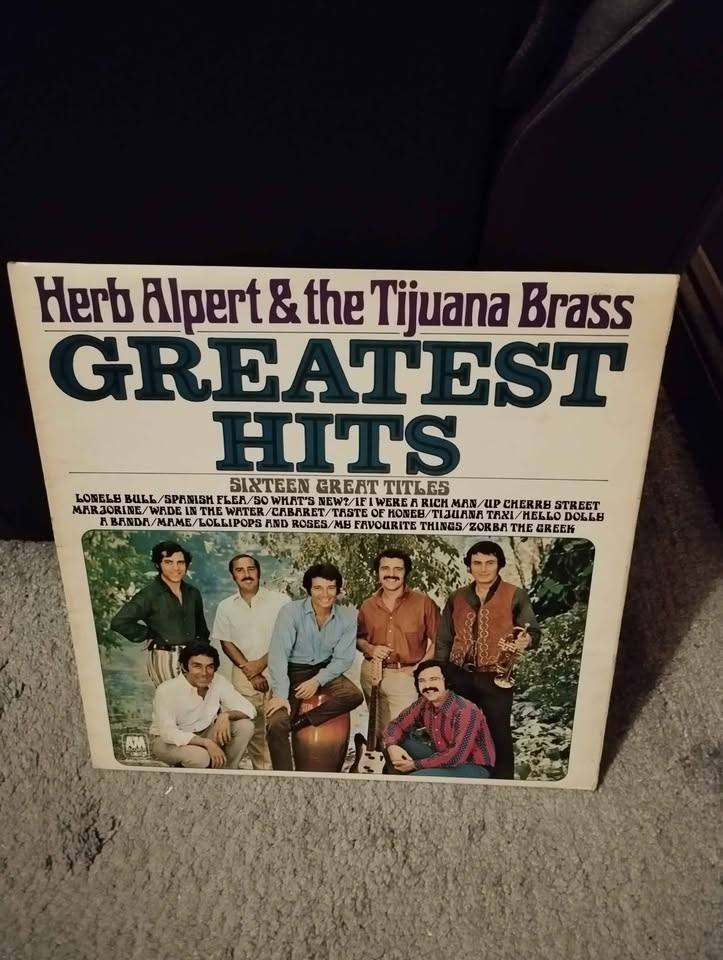 Herb Alpert & the Tijuana Brass
GREATEST
HITS
SIXTEEN GREAT TITLES
LONELY BULL/SPANISH FLEA/SO WHAT'S NEW?/IF I WERE A RICH MAN/UP CHERRY STREET
MARJORINE/WADE IN THE WATER/CABARET/TASTE OF HONEY/TIJUANA TAXI/HELLO DOLLY
A BANDA/MAME/LOLLIPOPS AND ROSES/MY FAVOURITE THINGS/ZORBA THE GREEK
A&M